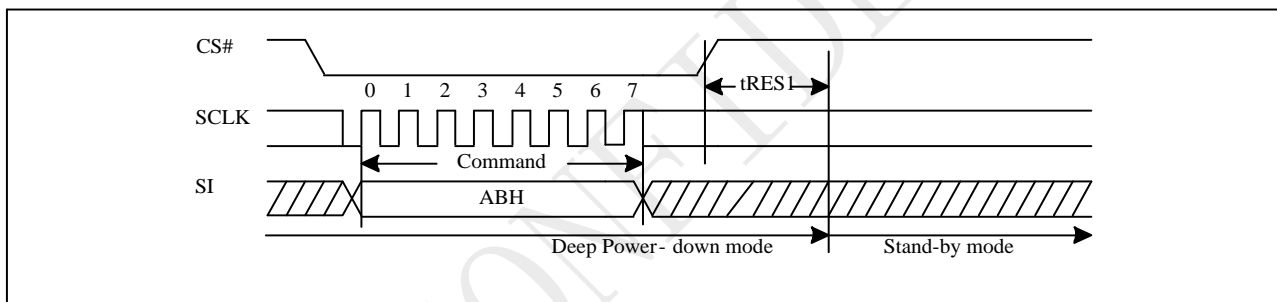 CS#
tRES1
0 1 2 3 4 5 6 7
SCLK
Command
SI
ABH
Deep Power- down mode Stand-by mode